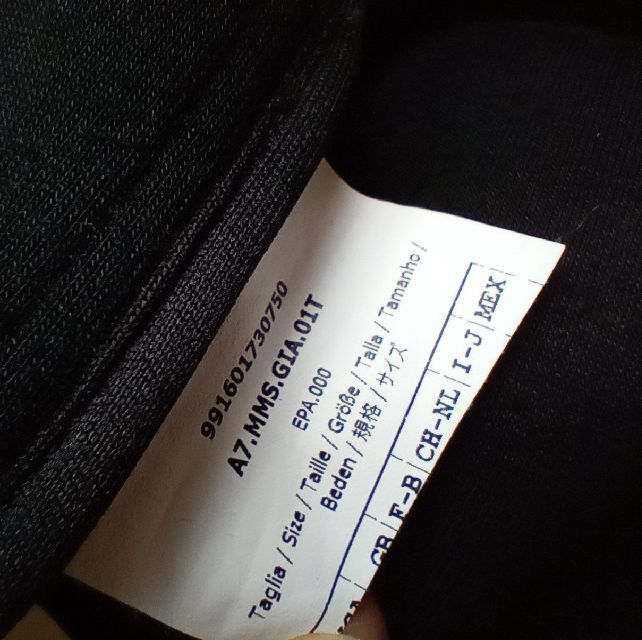 991601730750
A7.MMS.GIA.01T
EPA.000
Taglia / Size / Taille / Größe / Talla / Tamanho /
Beden / 規格 / サイズ
GB | F-B | CH-NL | I-J | MEX